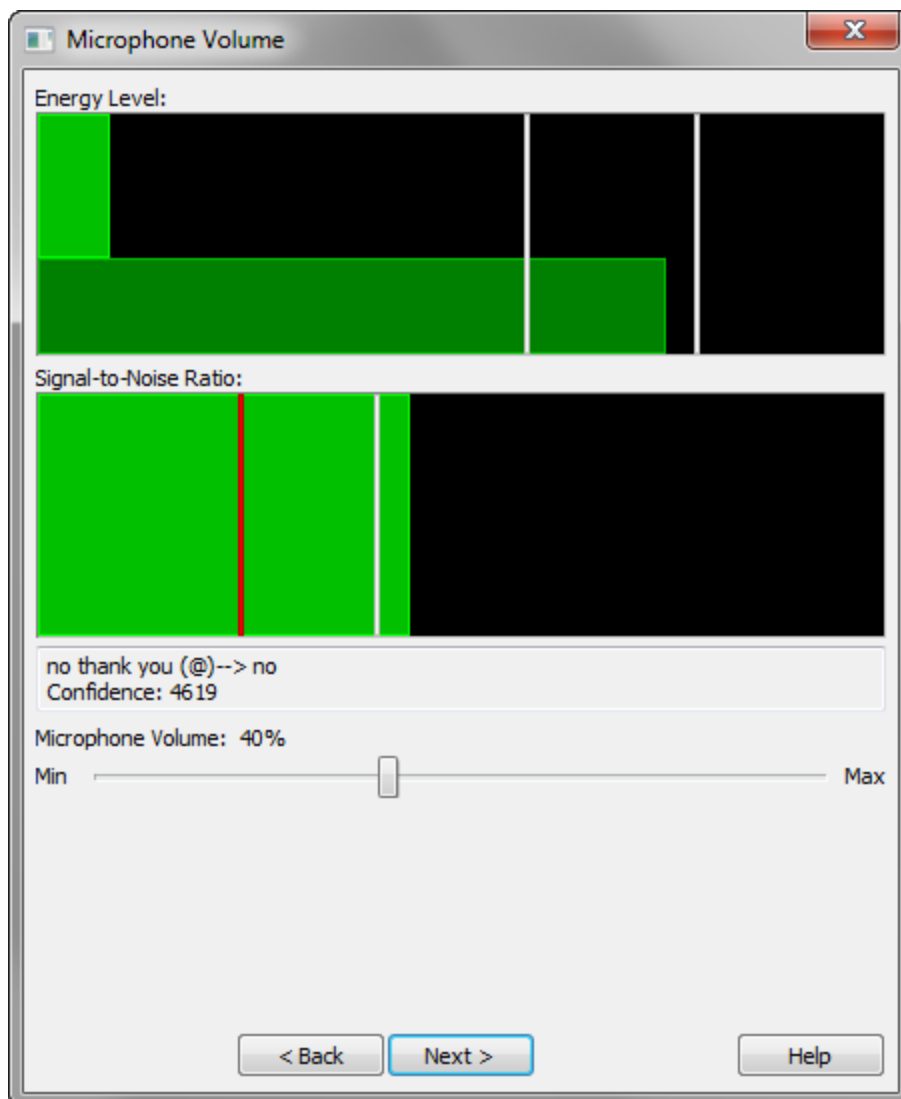 Microphone Volume
Energy Level:
Signal-to-Noise Ratio:
no thank you (@)--> no
Confidence: 4619
Microphone Volume: 40%
Min Max
< Back Next > Help